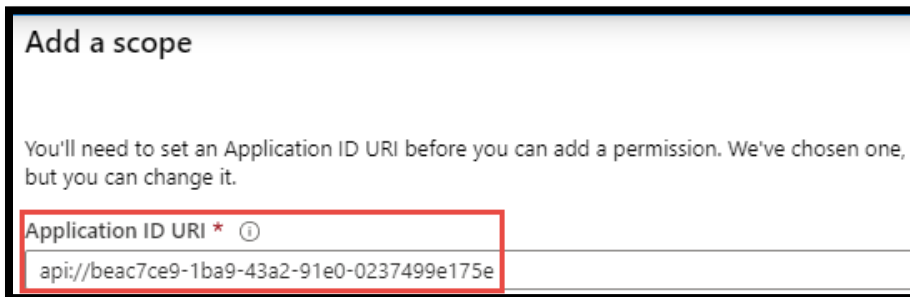 Add a scope
You'll need to set an Application ID URI before you can add a permission. We've chosen one,
but you can change it.
Application ID URI *
api://beac7ce9-1ba9-43a2-91e0-0237499e175e